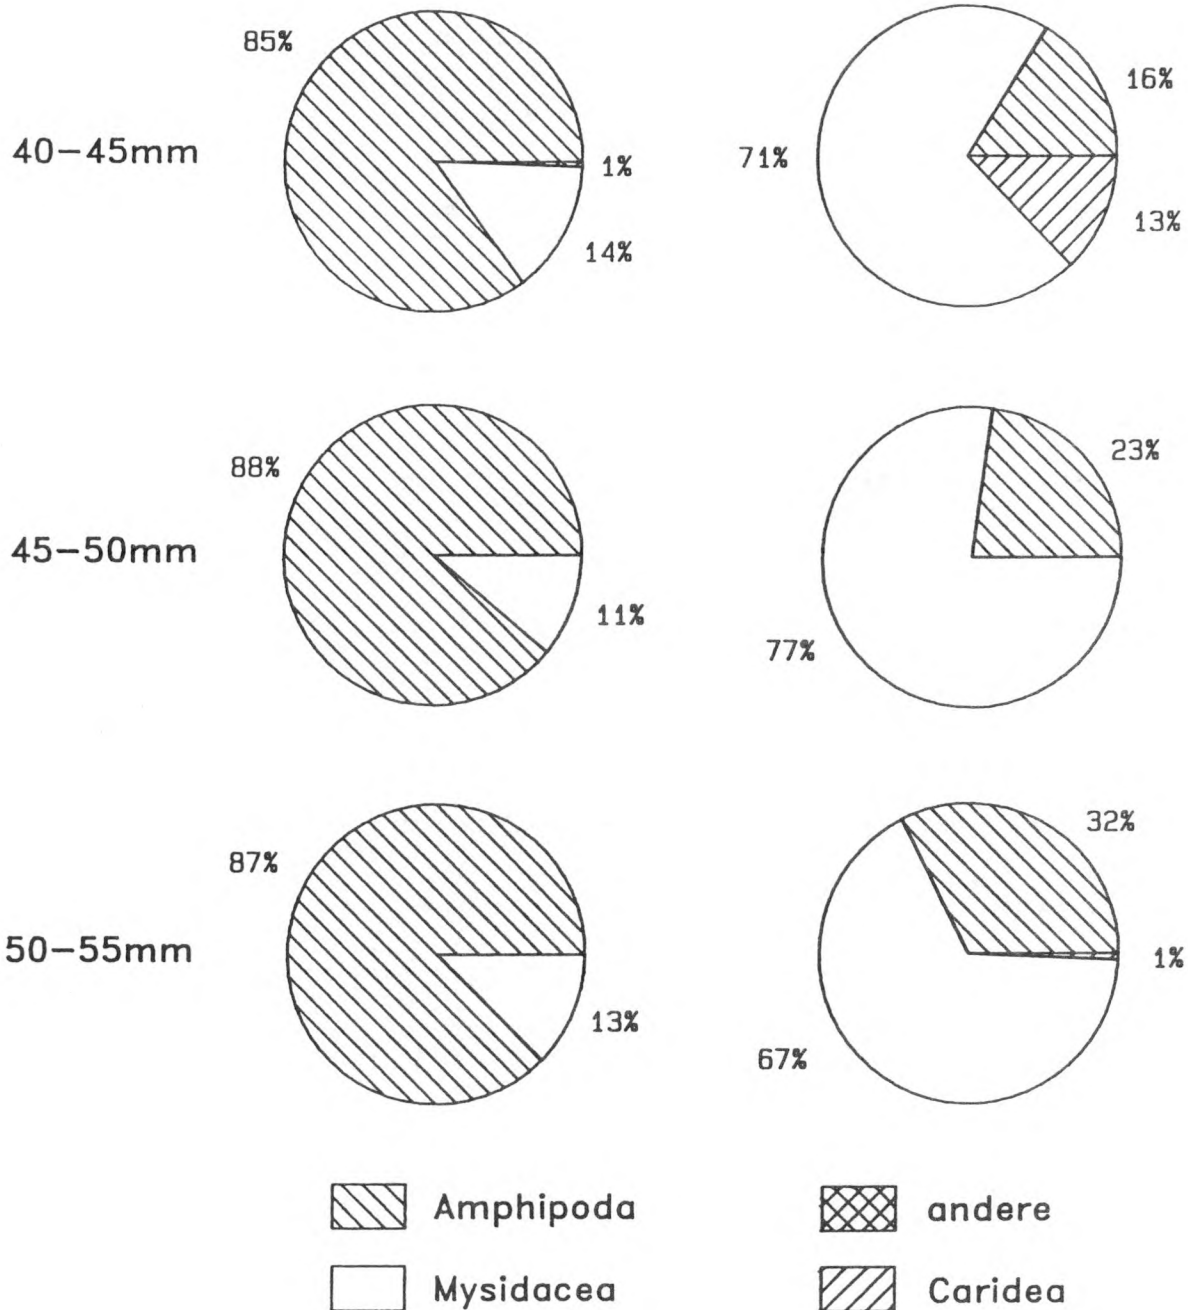 85%
16%
40-45mm
1%
71%
14%
13%
88%
23%
45-50mm
11%
77%
87%
32%
50-55mm
13%
1%
67%
Amphipoda
andere
Mysidacea
Caridea